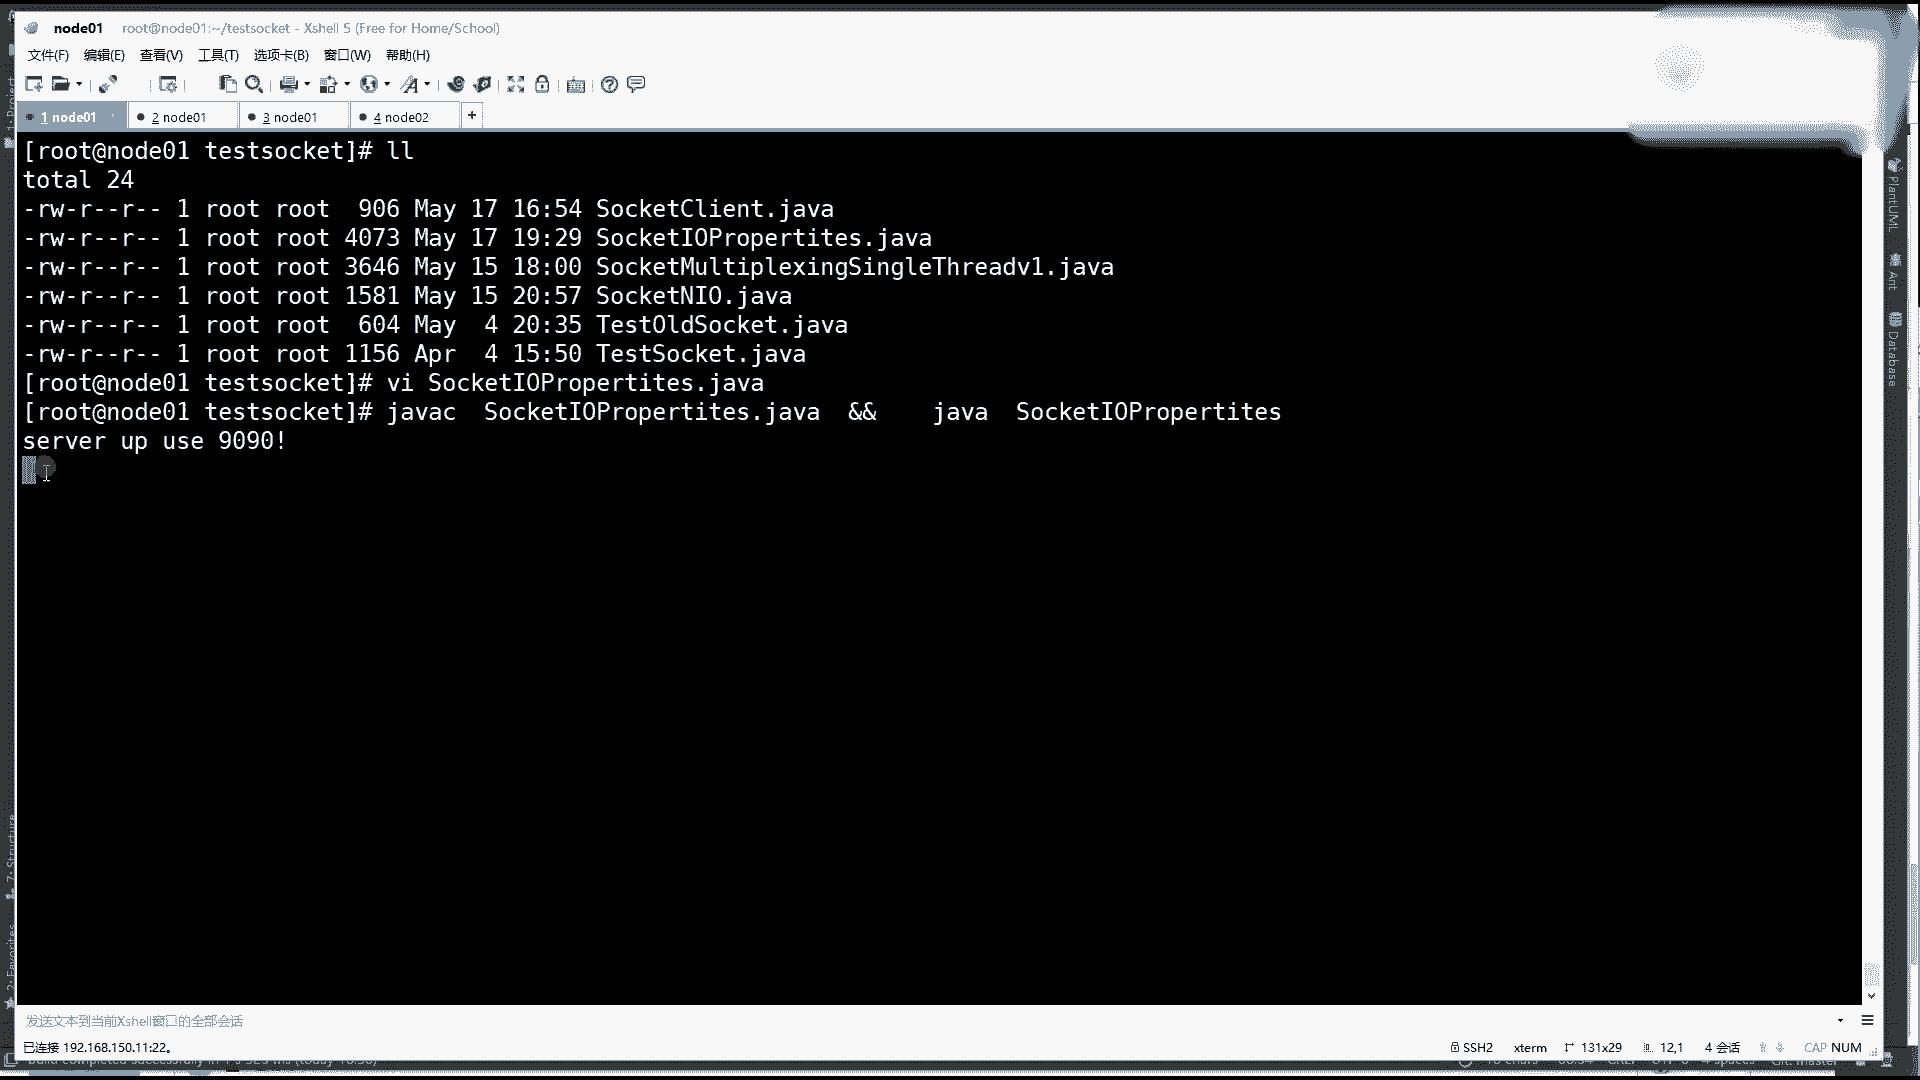 node01 root@node01:~/testsocket - Xshell 5 (Free for Home/School)
文件(F) 编辑(E) 查看(V) 工具(T) 选项卡(B) 窗口(W) 帮助(H)
1 node01 2 node01 3 node01 4 node02 +
[root@node01 testsocket]# ll
total 24
-rw-r--r-- 1 root root  906 May 17 16:54 SocketClient.java
-rw-r--r-- 1 root root 4073 May 17 19:29 SocketIOPropertites.java
-rw-r--r-- 1 root root 3646 May 15 18:00 SocketMultiplexingSingleThreadv1.java
-rw-r--r-- 1 root root 1581 May 15 20:57 SocketNIO.java
-rw-r--r-- 1 root root  604 May  4 20:35 TestOldSocket.java
-rw-r--r-- 1 root root 1156 Apr  4 15:50 TestSocket.java
[root@node01 testsocket]# vi SocketIOPropertites.java
[root@node01 testsocket]# javac  SocketIOPropertites.java  &&    java  SocketIOPropertites
server up use 9090!
发送文本到当前Xshell窗口的全部会话
已连接 192.168.150.11:22。 SSH2 xterm 131x29 12,1 4 会话 CAP NUM
PlantUML
Ant
Database
7: Structure
2: Favorites